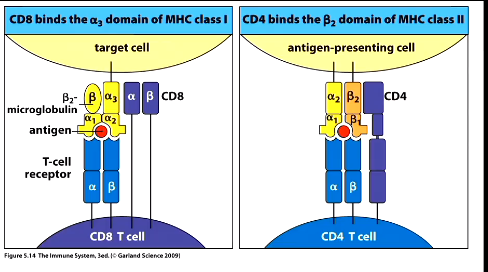 CD8 binds the α3 domain of MHC class I
target cell
β2-
microglobulin
β
α3
α
β
CD8
α1
α2
antigen
T-cell
receptor
α
β
CD8 T cell
CD4 binds the β2 domain of MHC class II
antigen-presenting cell
α2
β2
CD4
α1
β1
α
β
CD4 T cell
Figure 5.14 The Immune System, 3ed. (© Garland Science 2009)